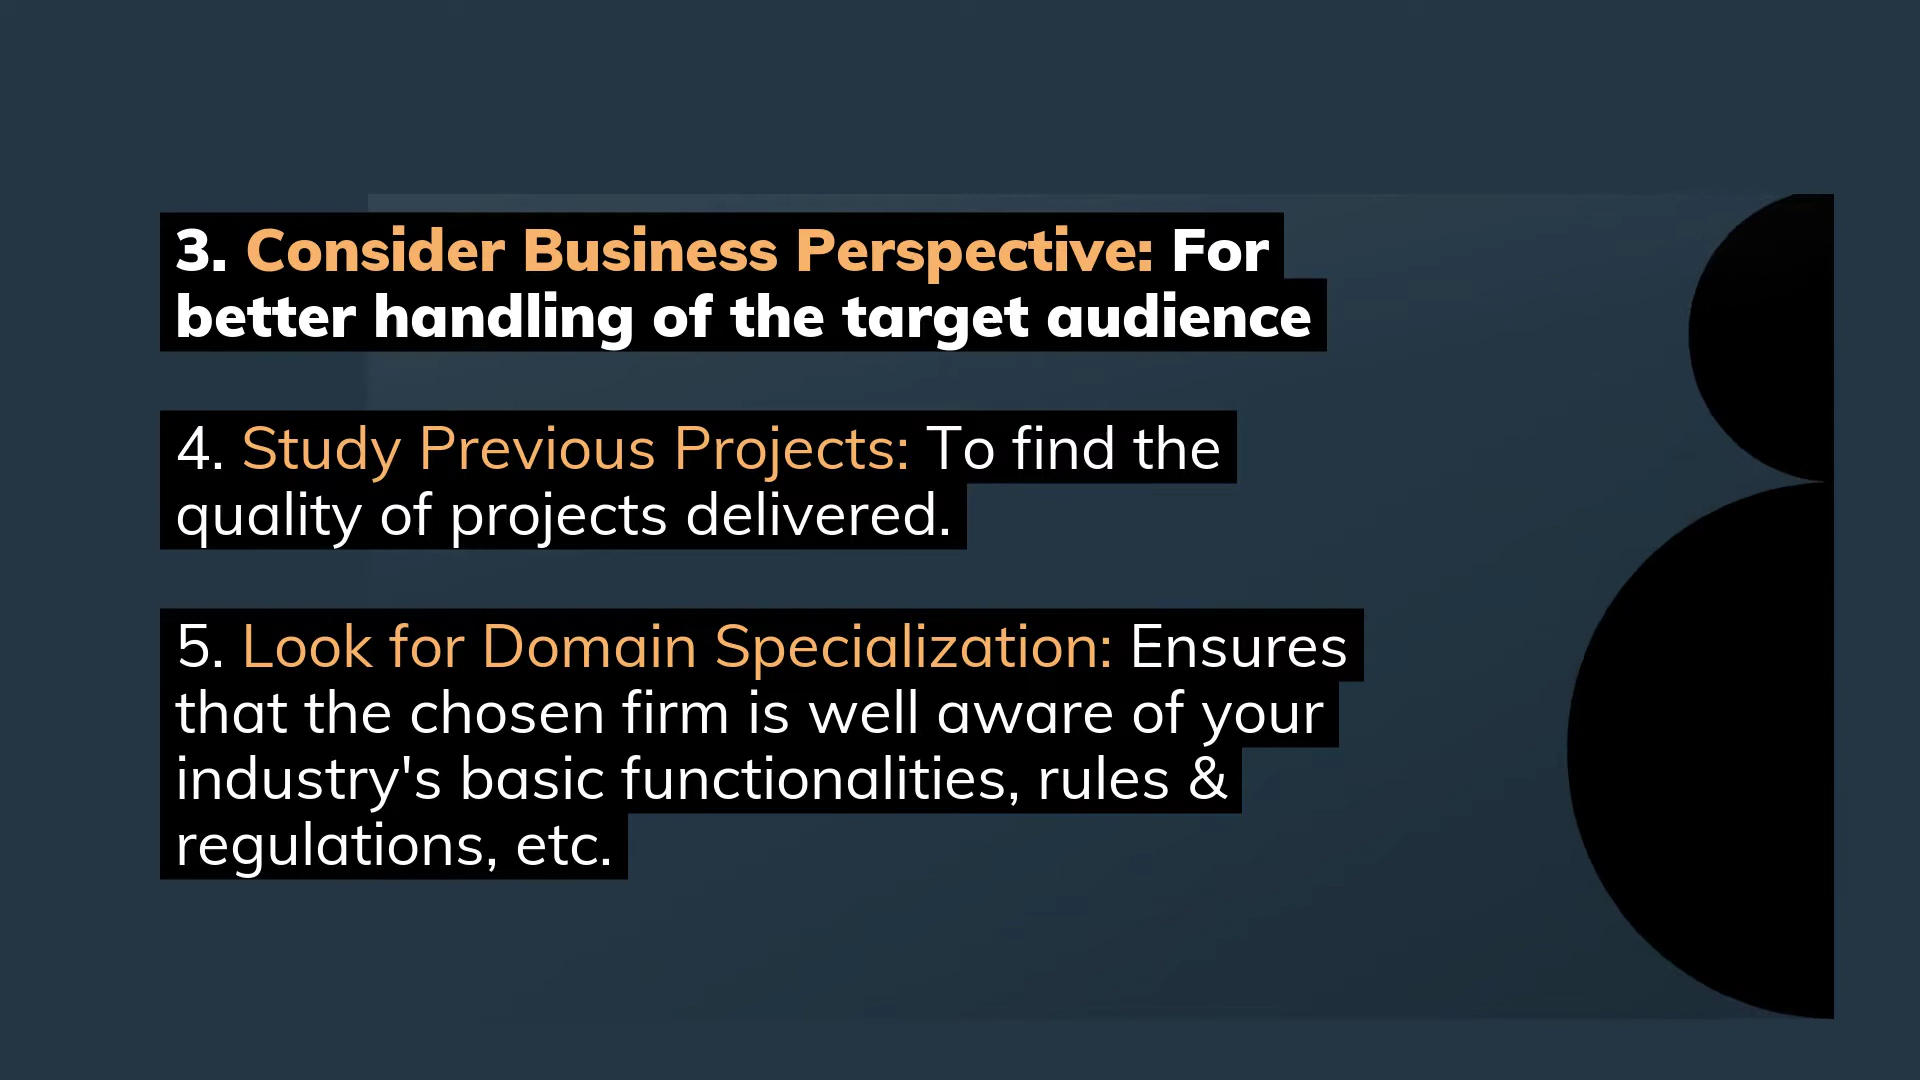 3. Consider Business Perspective: For
better handling of the target audience
4. Study Previous Projects: To find the
quality of projects delivered.
5. Look for Domain Specialization: Ensures
that the chosen firm is well aware of your
industry's basic functionalities, rules &
regulations, etc.